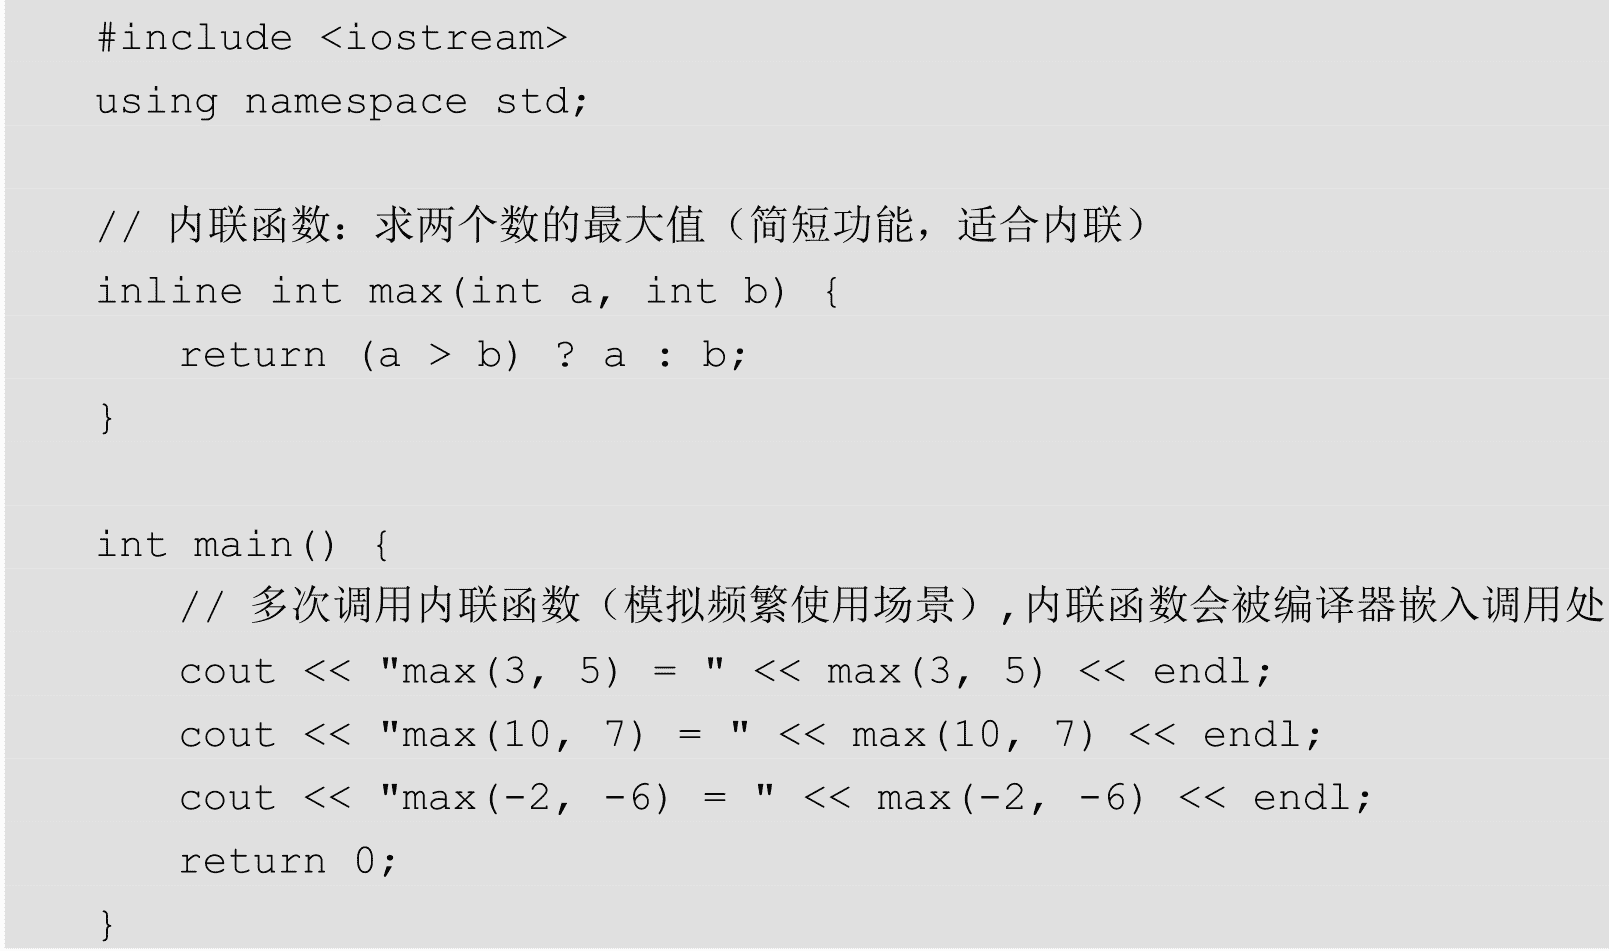 #include <iostream>
using namespace std;
// 内联函数：求两个数的最大值（简短功能，适合内联）
inline int max(int a, int b) {
return (a > b) ? a : b;
}
int main() {
// 多次调用内联函数（模拟频繁使用场景）,内联函数会被编译器嵌入调用处
cout << "max(3, 5) = " << max(3, 5) << endl;
cout << "max(10, 7) = " << max(10, 7) << endl;
cout << "max(-2, -6) = " << max(-2, -6) << endl;
return 0;
}